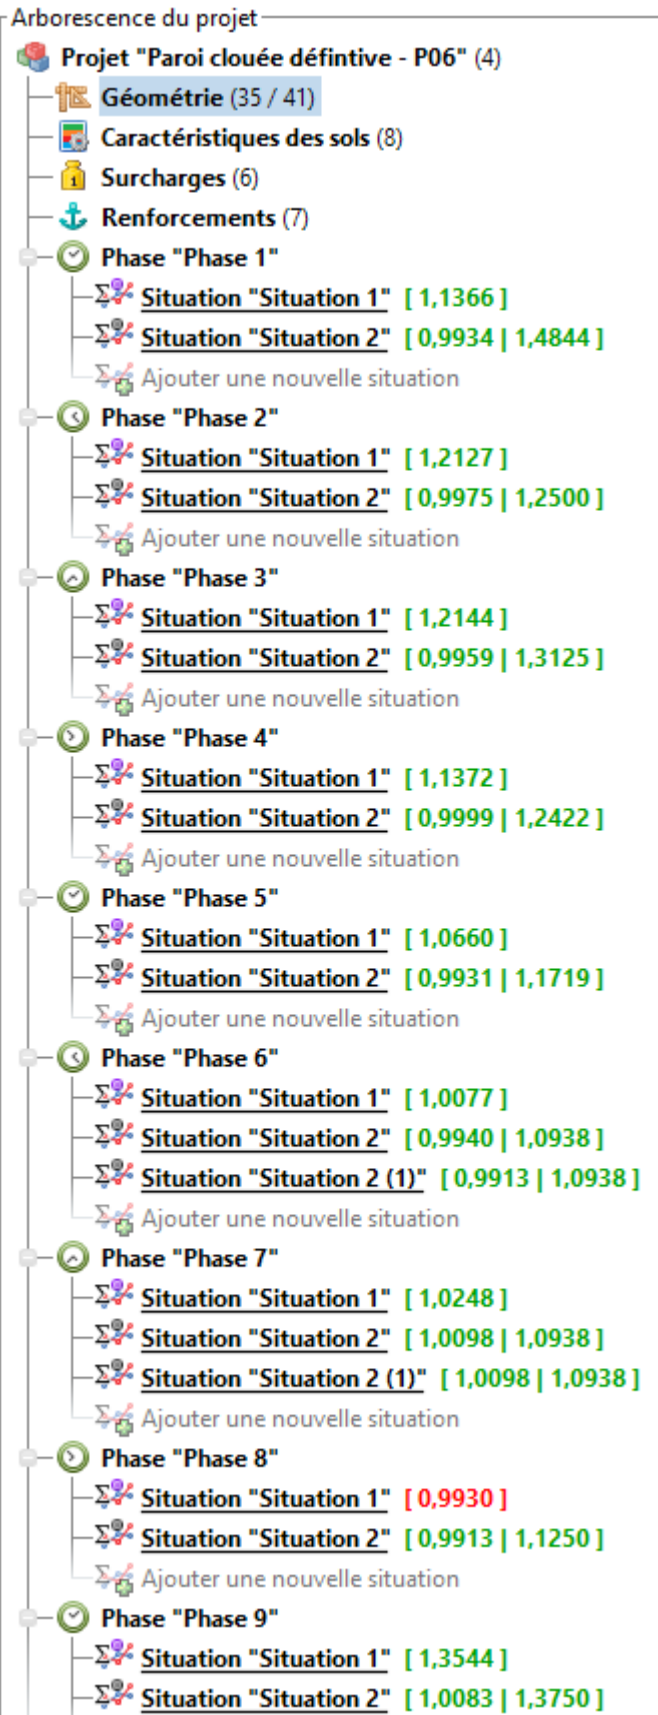 Arborescence du projet
Projet "Paroi clouée défintive - P06" (4)
Géométrie (35 / 41)
Caractéristiques des sols (8)
Surcharges (6)
Renforcements (7)
Phase "Phase 1"
Situation "Situation 1" [ 1,1366 ]
Situation "Situation 2" [ 0,9934 | 1,4844 ]
Ajouter une nouvelle situation
Phase "Phase 2"
Situation "Situation 1" [ 1,2127 ]
Situation "Situation 2" [ 0,9975 | 1,2500 ]
Ajouter une nouvelle situation
Phase "Phase 3"
Situation "Situation 1" [ 1,2144 ]
Situation "Situation 2" [ 0,9959 | 1,3125 ]
Ajouter une nouvelle situation
Phase "Phase 4"
Situation "Situation 1" [ 1,1372 ]
Situation "Situation 2" [ 0,9999 | 1,2422 ]
Ajouter une nouvelle situation
Phase "Phase 5"
Situation "Situation 1" [ 1,0660 ]
Situation "Situation 2" [ 0,9931 | 1,1719 ]
Ajouter une nouvelle situation
Phase "Phase 6"
Situation "Situation 1" [ 1,0077 ]
Situation "Situation 2" [ 0,9940 | 1,0938 ]
Situation "Situation 2 (1)" [ 0,9913 | 1,0938 ]
Ajouter une nouvelle situation
Phase "Phase 7"
Situation "Situation 1" [ 1,0248 ]
Situation "Situation 2" [ 1,0098 | 1,0938 ]
Situation "Situation 2 (1)" [ 1,0098 | 1,0938 ]
Ajouter une nouvelle situation
Phase "Phase 8"
Situation "Situation 1" [ 0,9930 ]
Situation "Situation 2" [ 0,9913 | 1,1250 ]
Ajouter une nouvelle situation
Phase "Phase 9"
Situation "Situation 1" [ 1,3544 ]
Situation "Situation 2" [ 1,0083 | 1,3750 ]